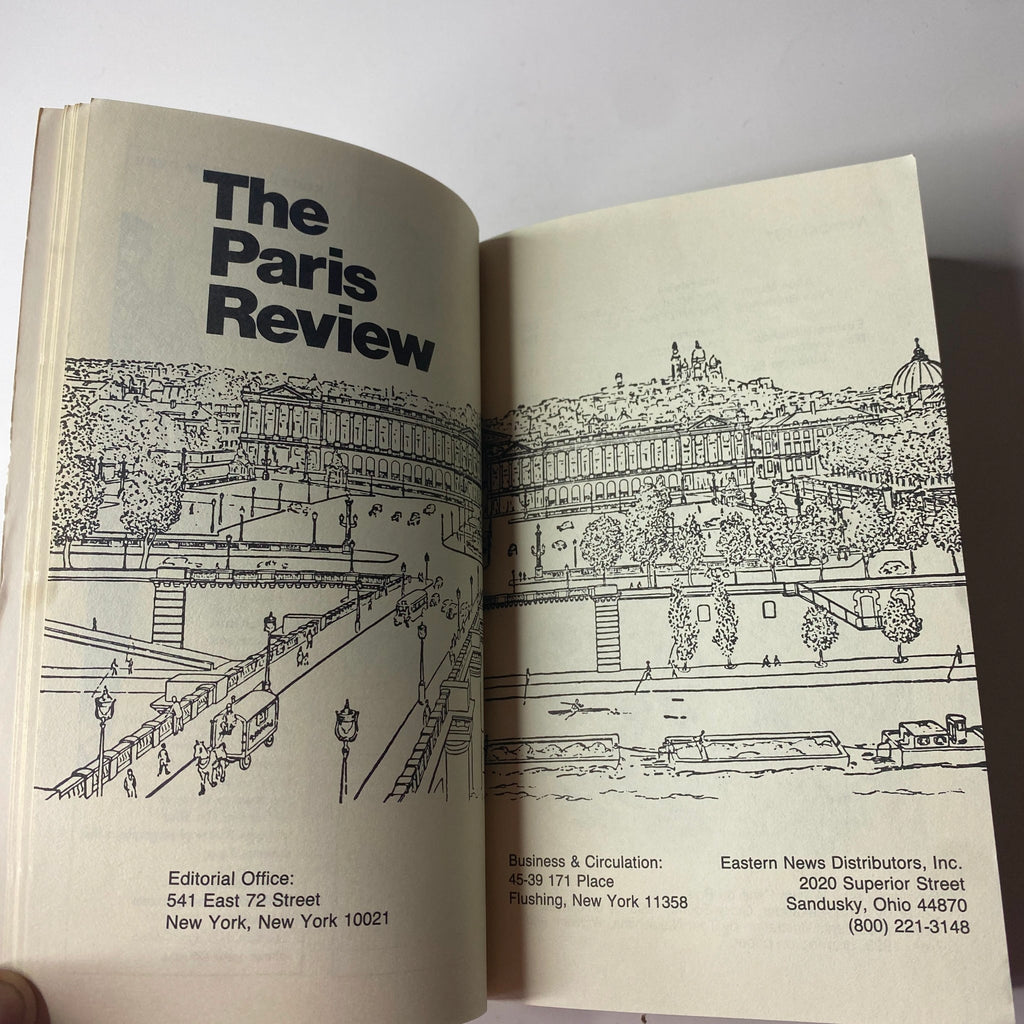 The
Paris
Review
Editorial Office:
541 East 72 Street
New York, New York 10021
Business & Circulation:
45-39 171 Place
Flushing, New York 11358
Eastern News Distributors, Inc.
2020 Superior Street
Sandusky, Ohio 44870
(800) 221-3148